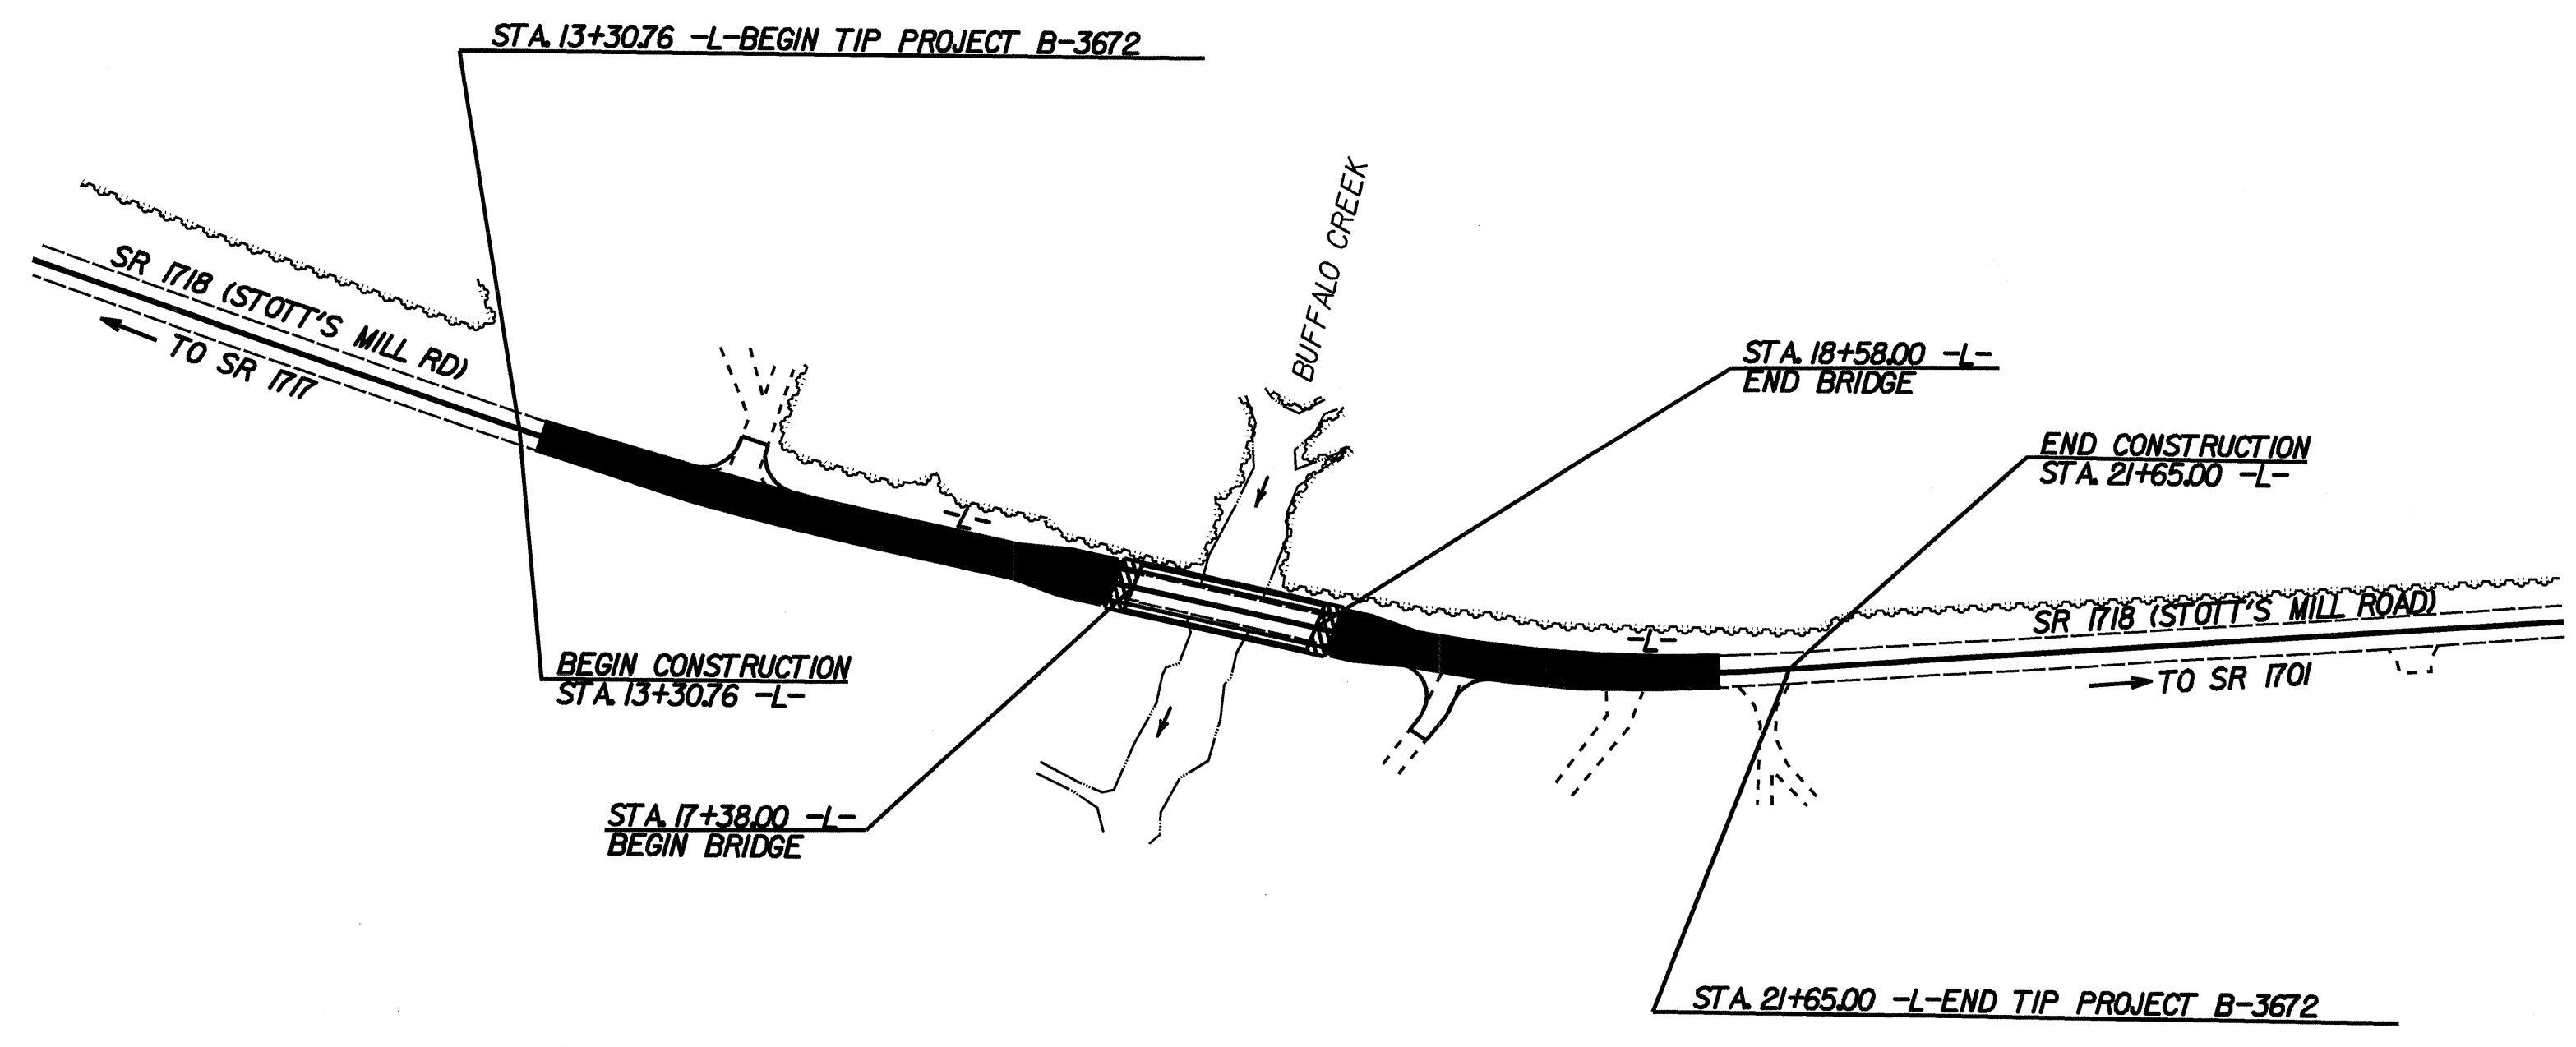 STA. 13+30.76 -L-BEGIN TIP PROJECT B-3672
BUFFALO CREEK
SR 1718 (STOTT'S MILL RD)
TO SR 1717
STA. 18+58.00 -L-
END BRIDGE
END CONSTRUCTION
STA. 21+65.00 -L-
-L-
-L-
SR 1718 (STOTT'S MILL ROAD)
TO SR 1701
BEGIN CONSTRUCTION
STA. 13+30.76 -L-
STA. 17+38.00 -L-
BEGIN BRIDGE
STA. 21+65.00 -L-END TIP PROJECT B-3672